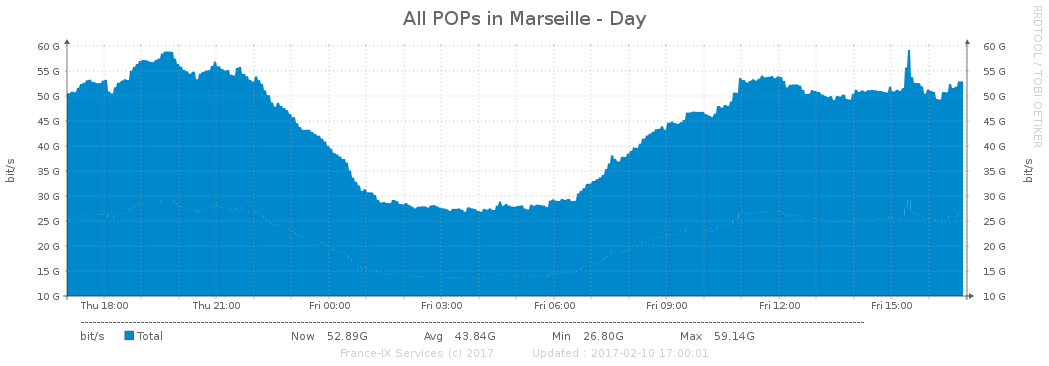 All POPs in Marseille - Day
RRDTOOL / TOBI OETIKER
60 G 60 G
55 G 55 G
50 G 50 G
45 G 45 G
40 G 40 G
35 G 35 G
30 G 30 G
25 G 25 G
20 G 20 G
15 G 15 G
10 G 10 G
bit/s
bit/s
Thu 18:00 Thu 21:00 Fri 00:00 Fri 03:00 Fri 06:00 Fri 09:00 Fri 12:00 Fri 15:00
bit/s Total Now 52.89G Avg 43.84G Min 26.80G Max 59.14G
France-IX Services (c) 2017 Updated : 2017-02-10 17:00:01